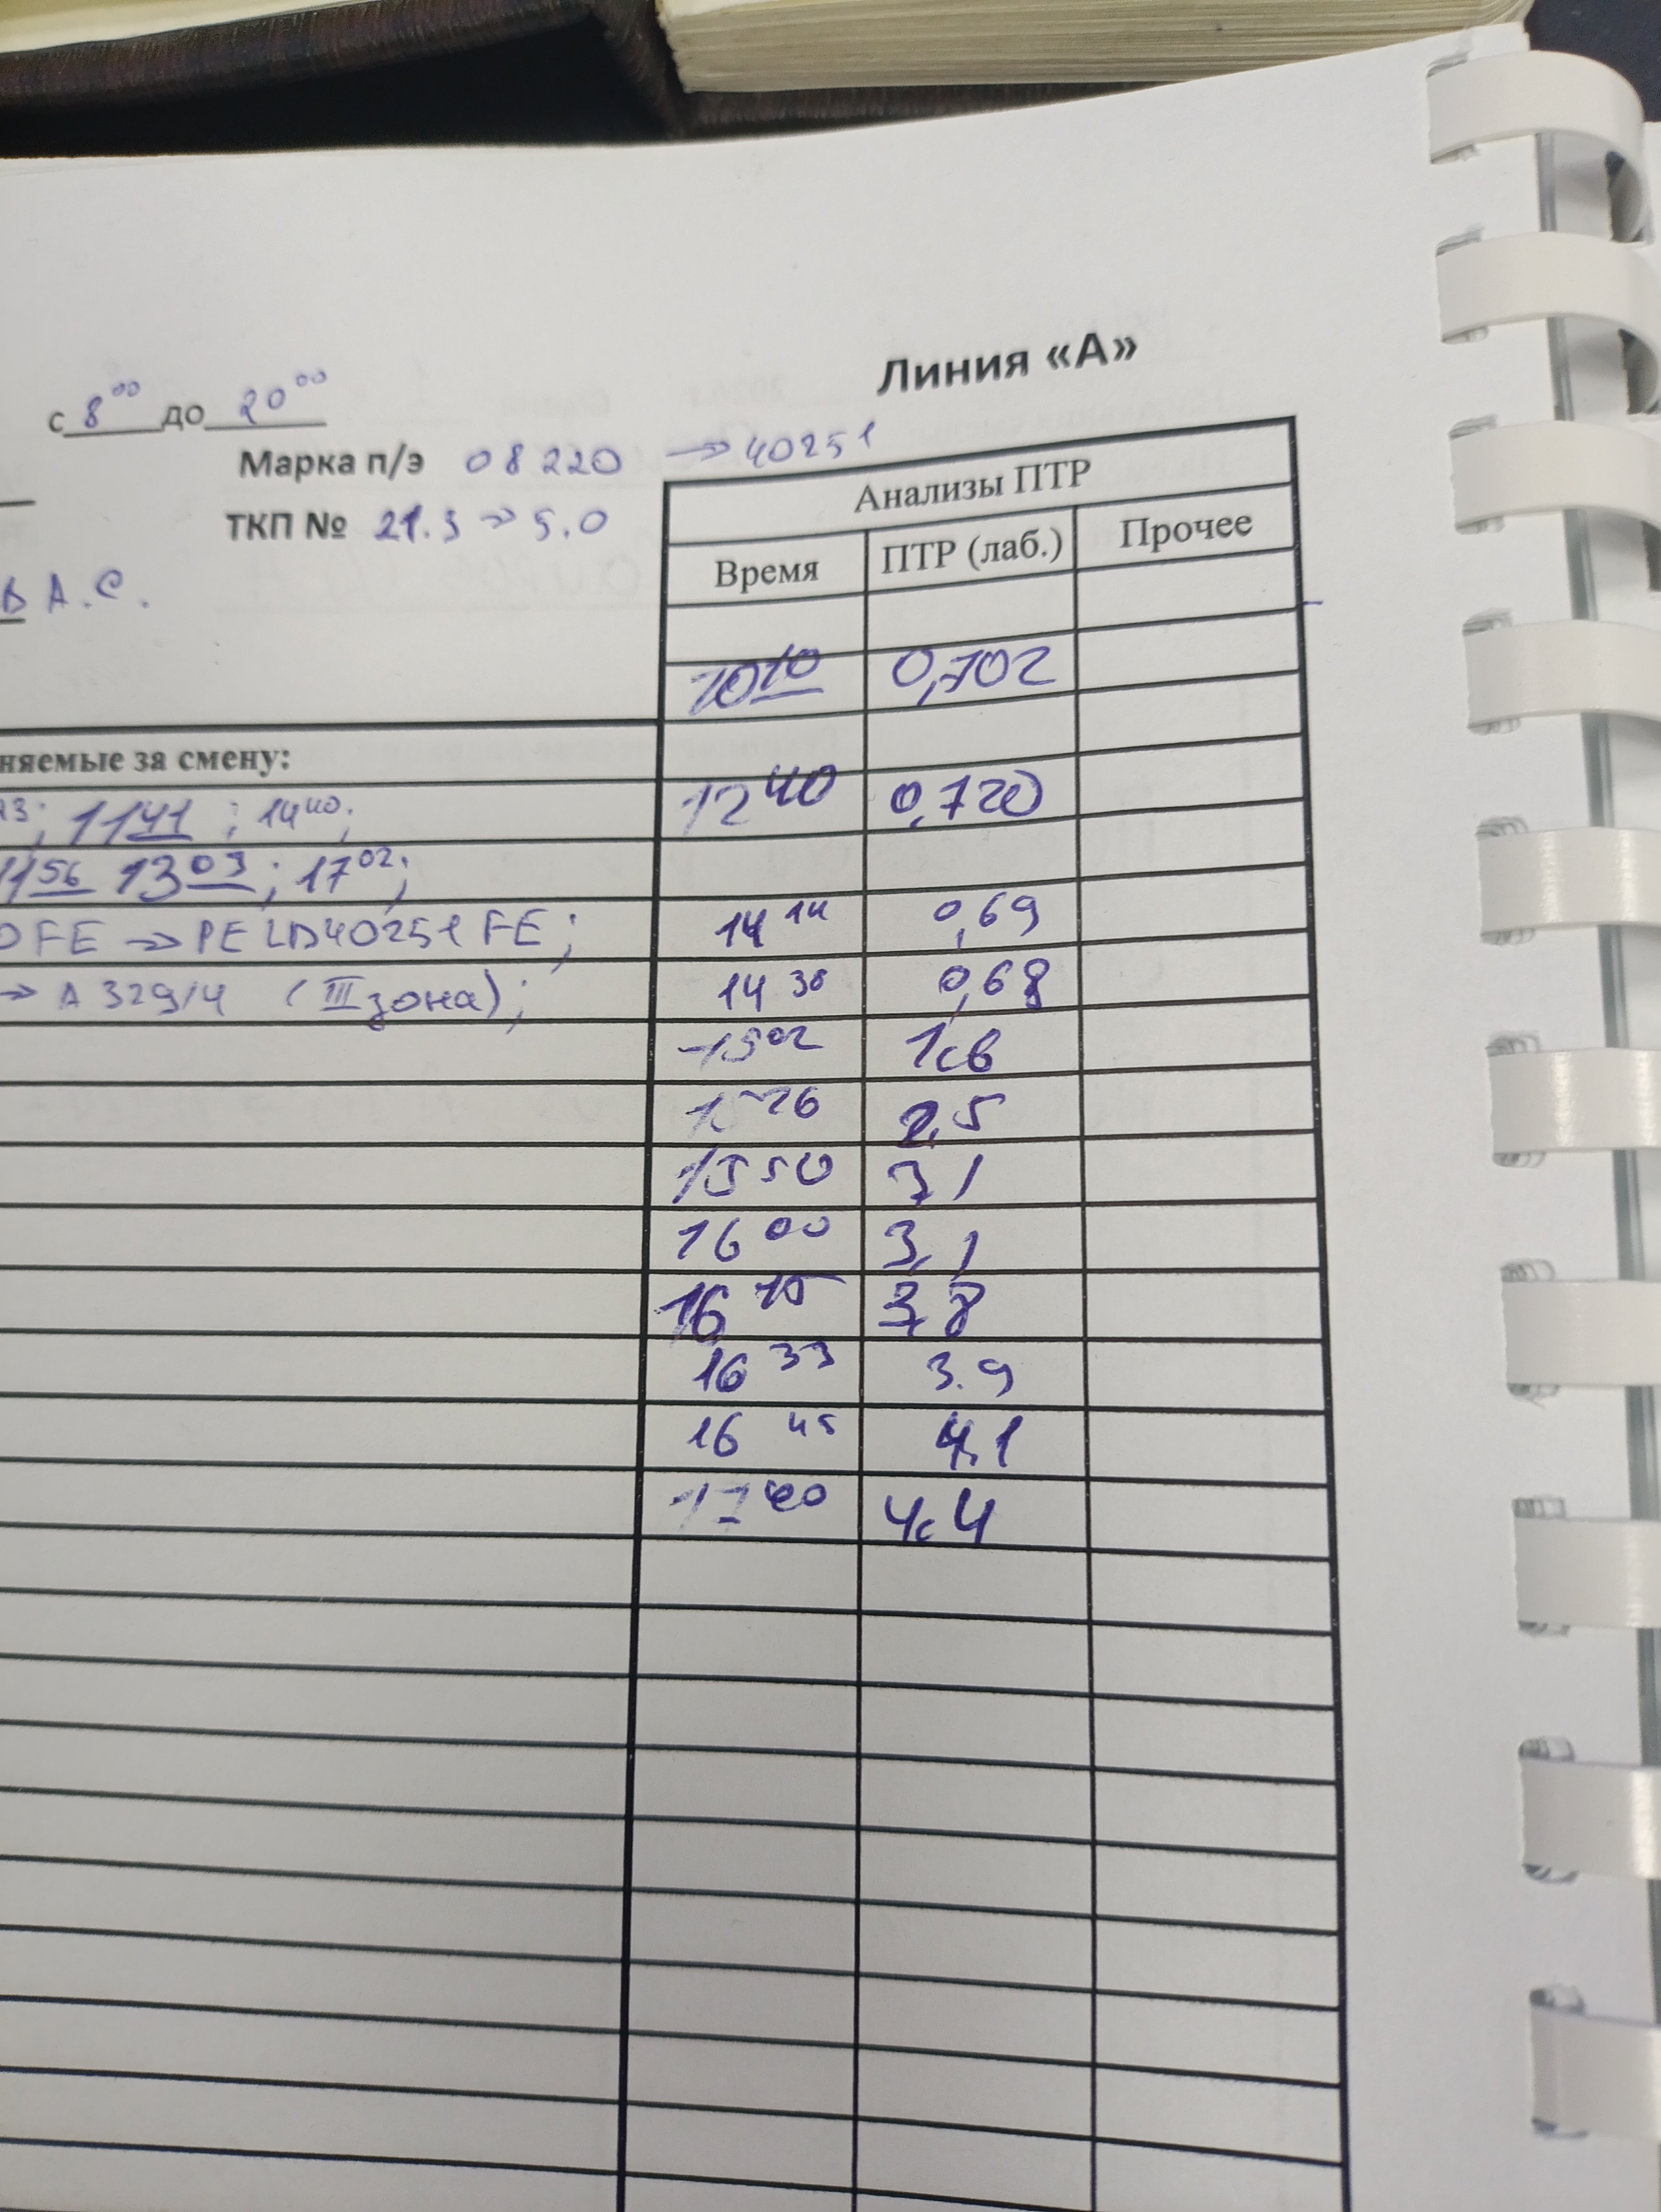 Линия «А»
с 8⁰⁰ до 20⁰⁰
Марка п/э 08220 → 40251
ТКП № 21.3 → 5.0
В А.С.
Анализы ПТР
Время ПТР (лаб.) Прочее
10¹⁰ 0,702
няемые за смену:
12⁴⁰ 0,720
; 11⁴¹ ; 14⁴⁰;
11⁵⁶ 13⁰³ ; 17⁰²;
FE → PE LD40251 FE;
14¹⁴ 0,69
→ А 329/4 (III зона);
14³⁸ 0,68
15⁰² 1,6
15²⁶ 2,5
15⁵⁰ 3,1
16⁰⁰ 3,1
16¹⁵ 3,8
16³³ 3.9
16⁴⁵ 4,1
4,4